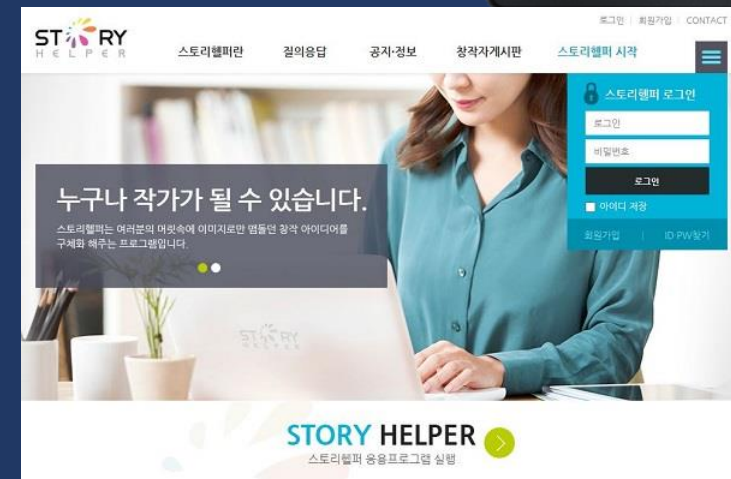 로그인 | 회원가입 | CONTACT
STORY
HELPER
스토리헬퍼란 질의응답 공지·정보 창작자게시판 스토리헬퍼 시작
스토리헬퍼 로그인
로그인
비밀번호
로그인
아이디 저장
회원가입 | ID·PW찾기
누구나 작가가 될 수 있습니다.
스토리헬퍼는 여러분의 머릿속에 이미지로만 맴돌던 창작 아이디어를
구체화 해주는 프로그램입니다.
STORY
HELPER
STORY HELPER
스토리헬퍼 응용프로그램 실행